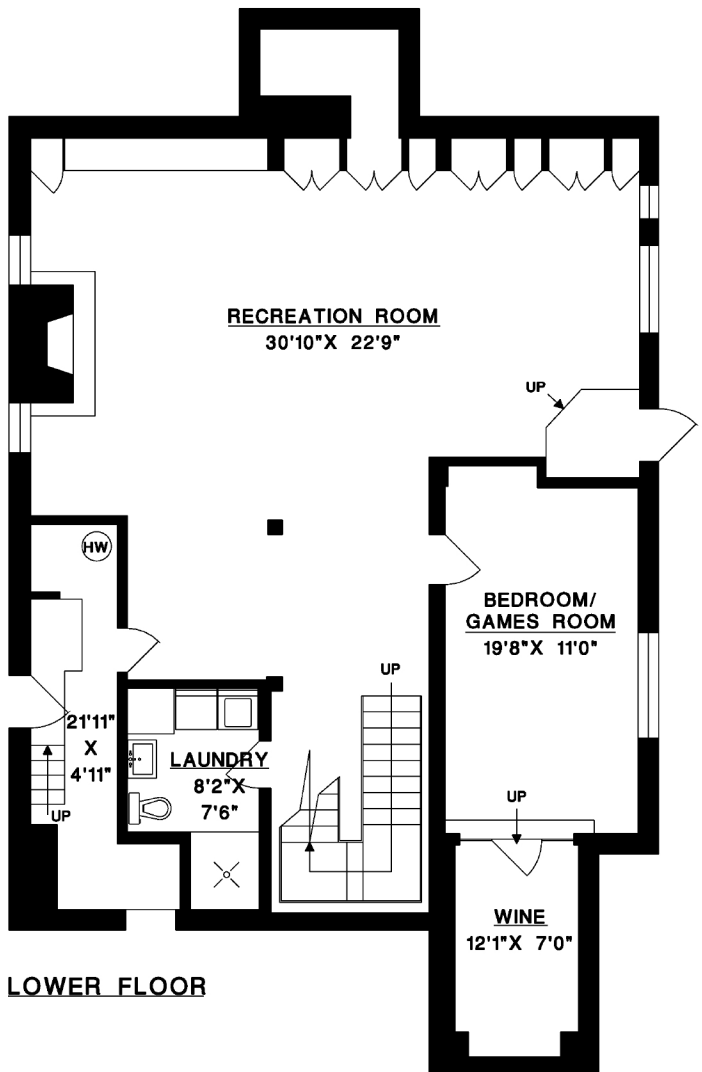 RECREATION ROOM
30'10"X 22'9"
UP
HW
BEDROOM/
GAMES ROOM
19'8"X 11'0"
UP
21'11"
X
4'11"
UP
LAUNDRY
8'2"X
7'6"
UP
WINE
12'1"X 7'0"
LOWER FLOOR